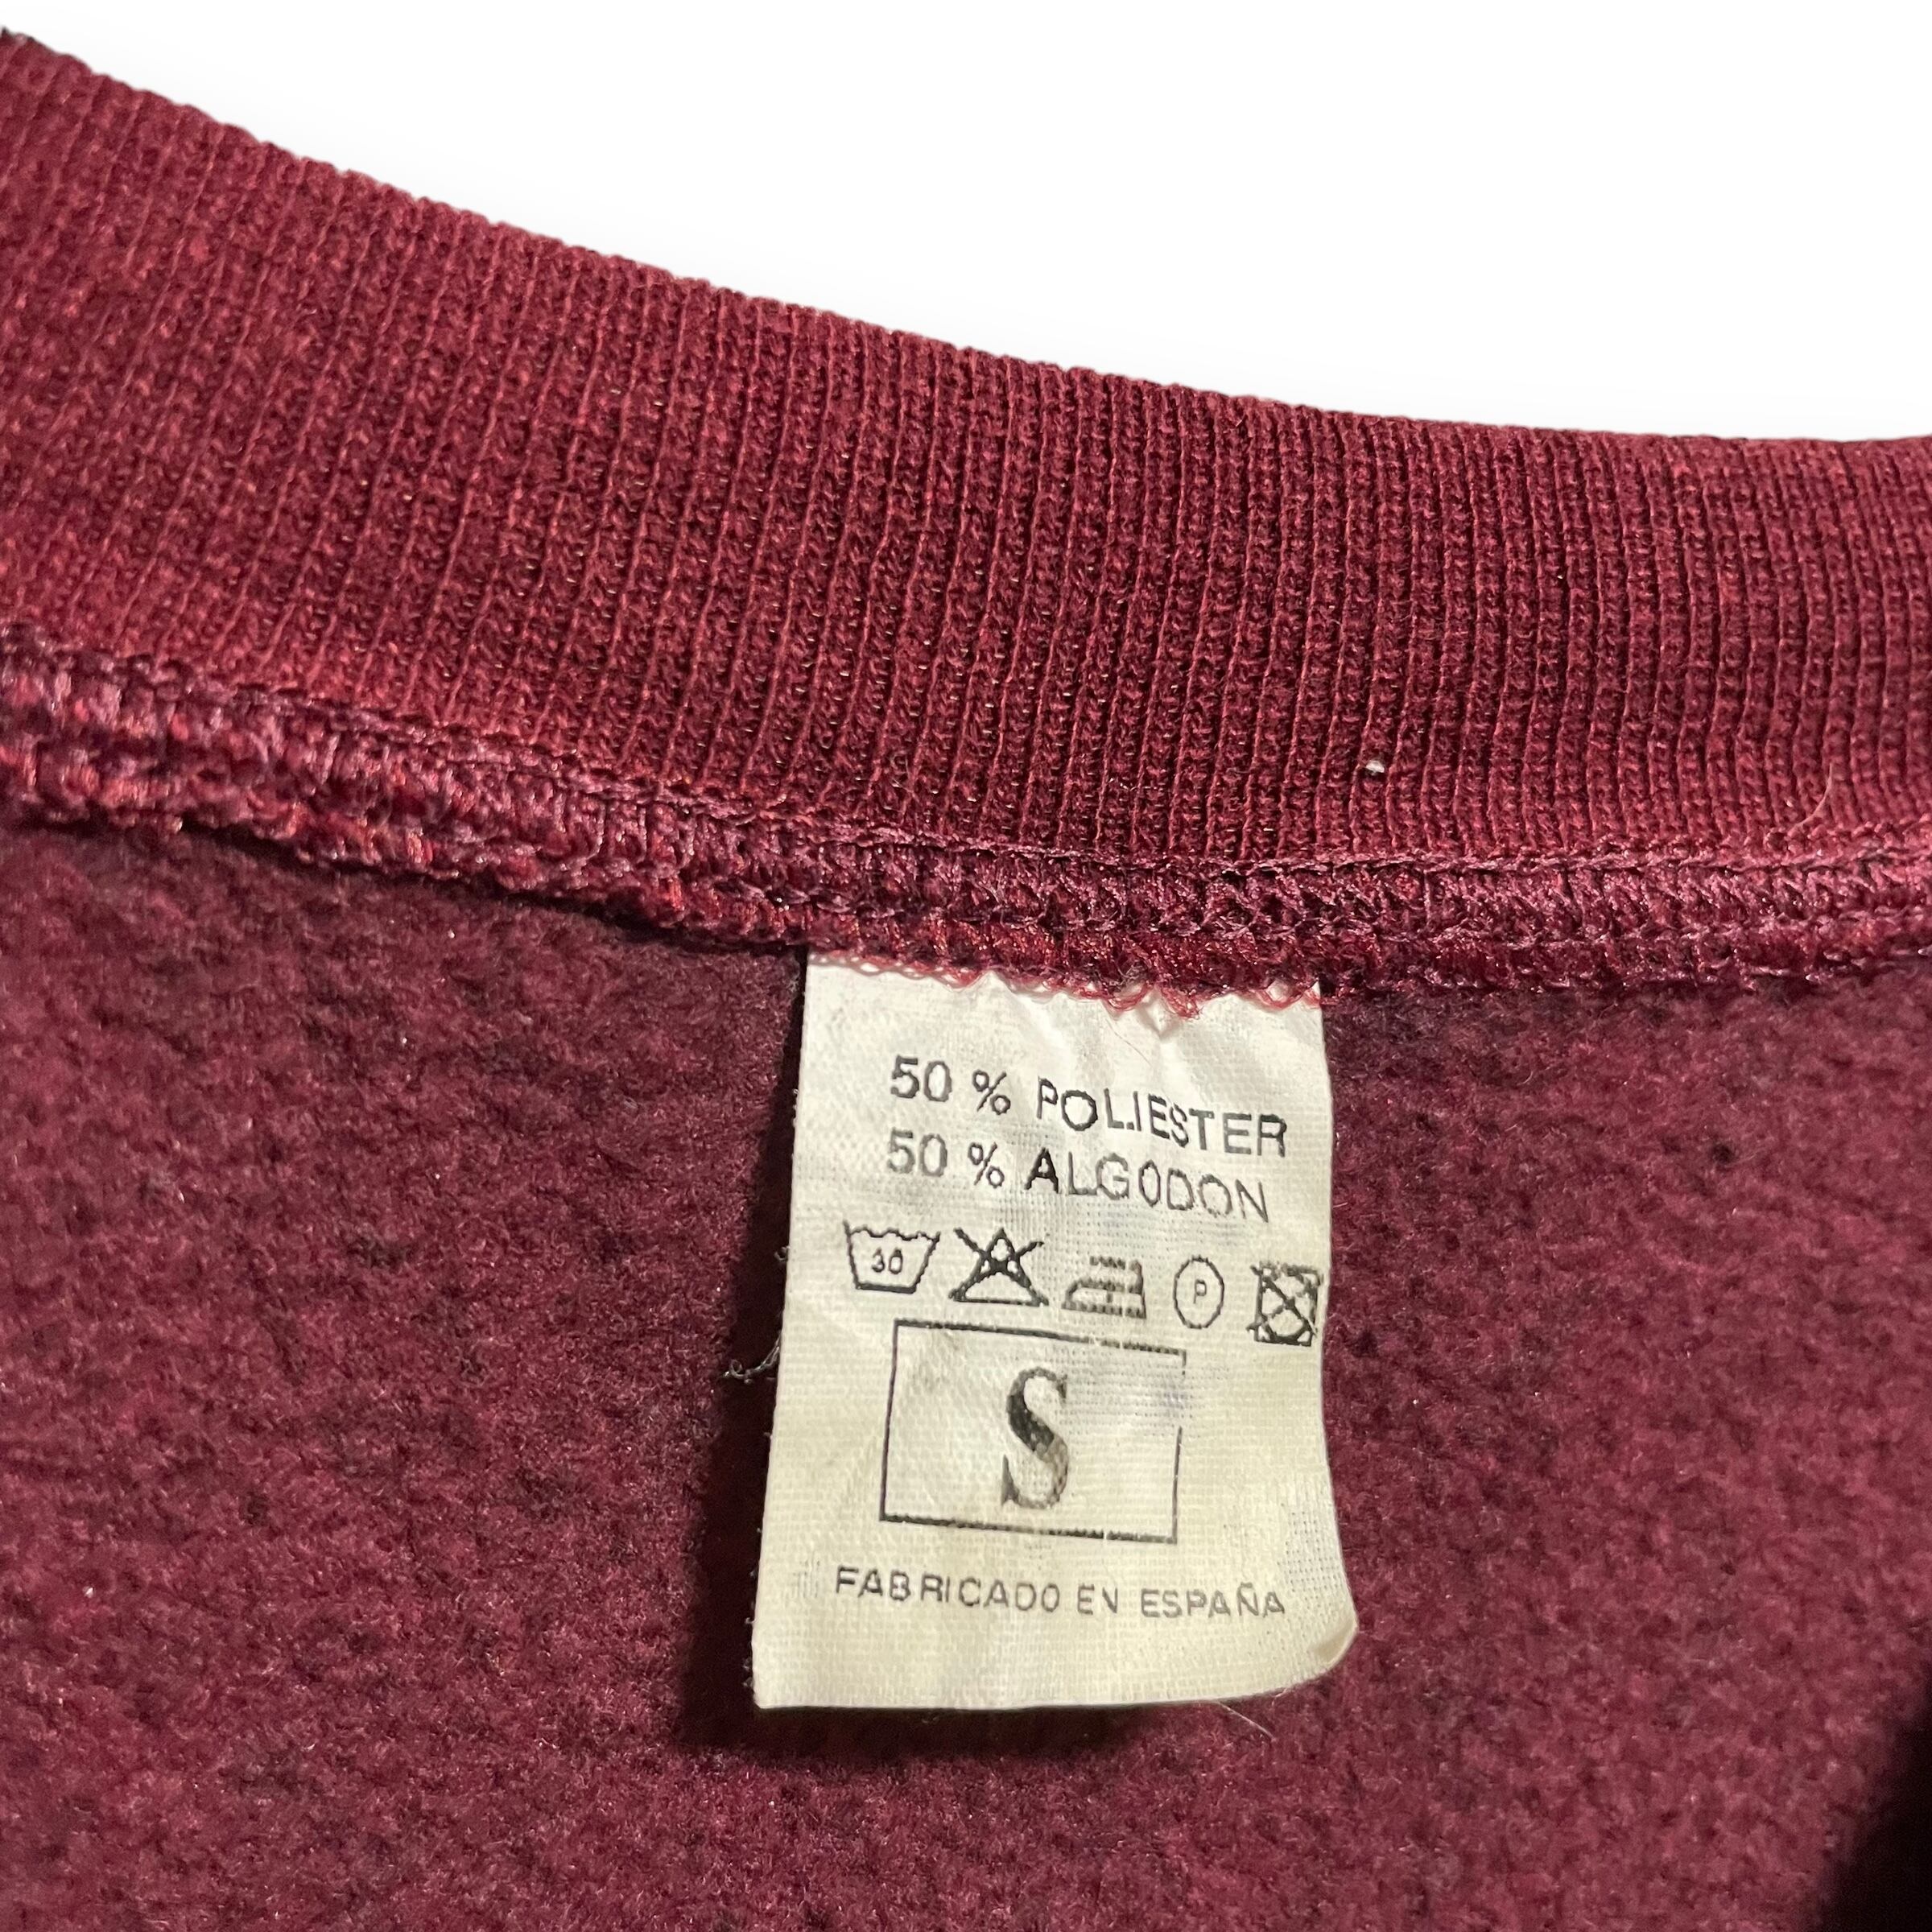 50 % POLIESTER
50 % ALGODON
30 P
S
FABRICADO EN ESPAÑA